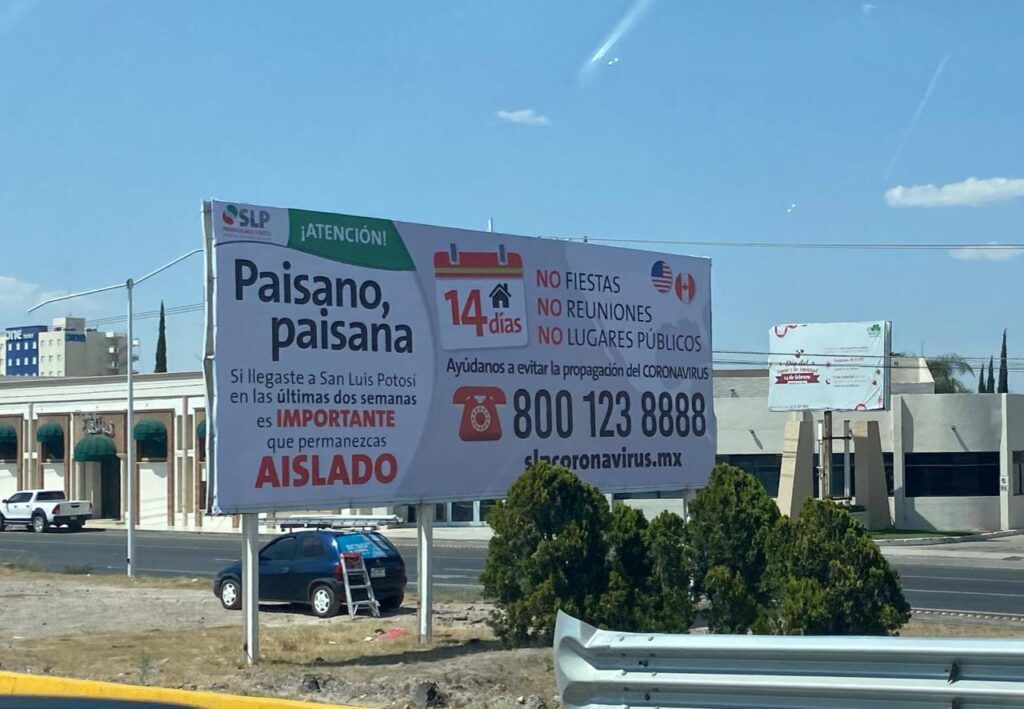 SLP
¡ATENCIÓN!
Paisano,
paisana
Si llegaste a San Luis Potosí
en las últimas dos semanas
es IMPORTANTE
que permanezcas
AISLADO
14
días
NO FIESTAS
NO REUNIONES
NO LUGARES PÚBLICOS
Ayúdanos a evitar la propagación del CORONAVIRUS
800 123 8888
slpcoronavirus.mx